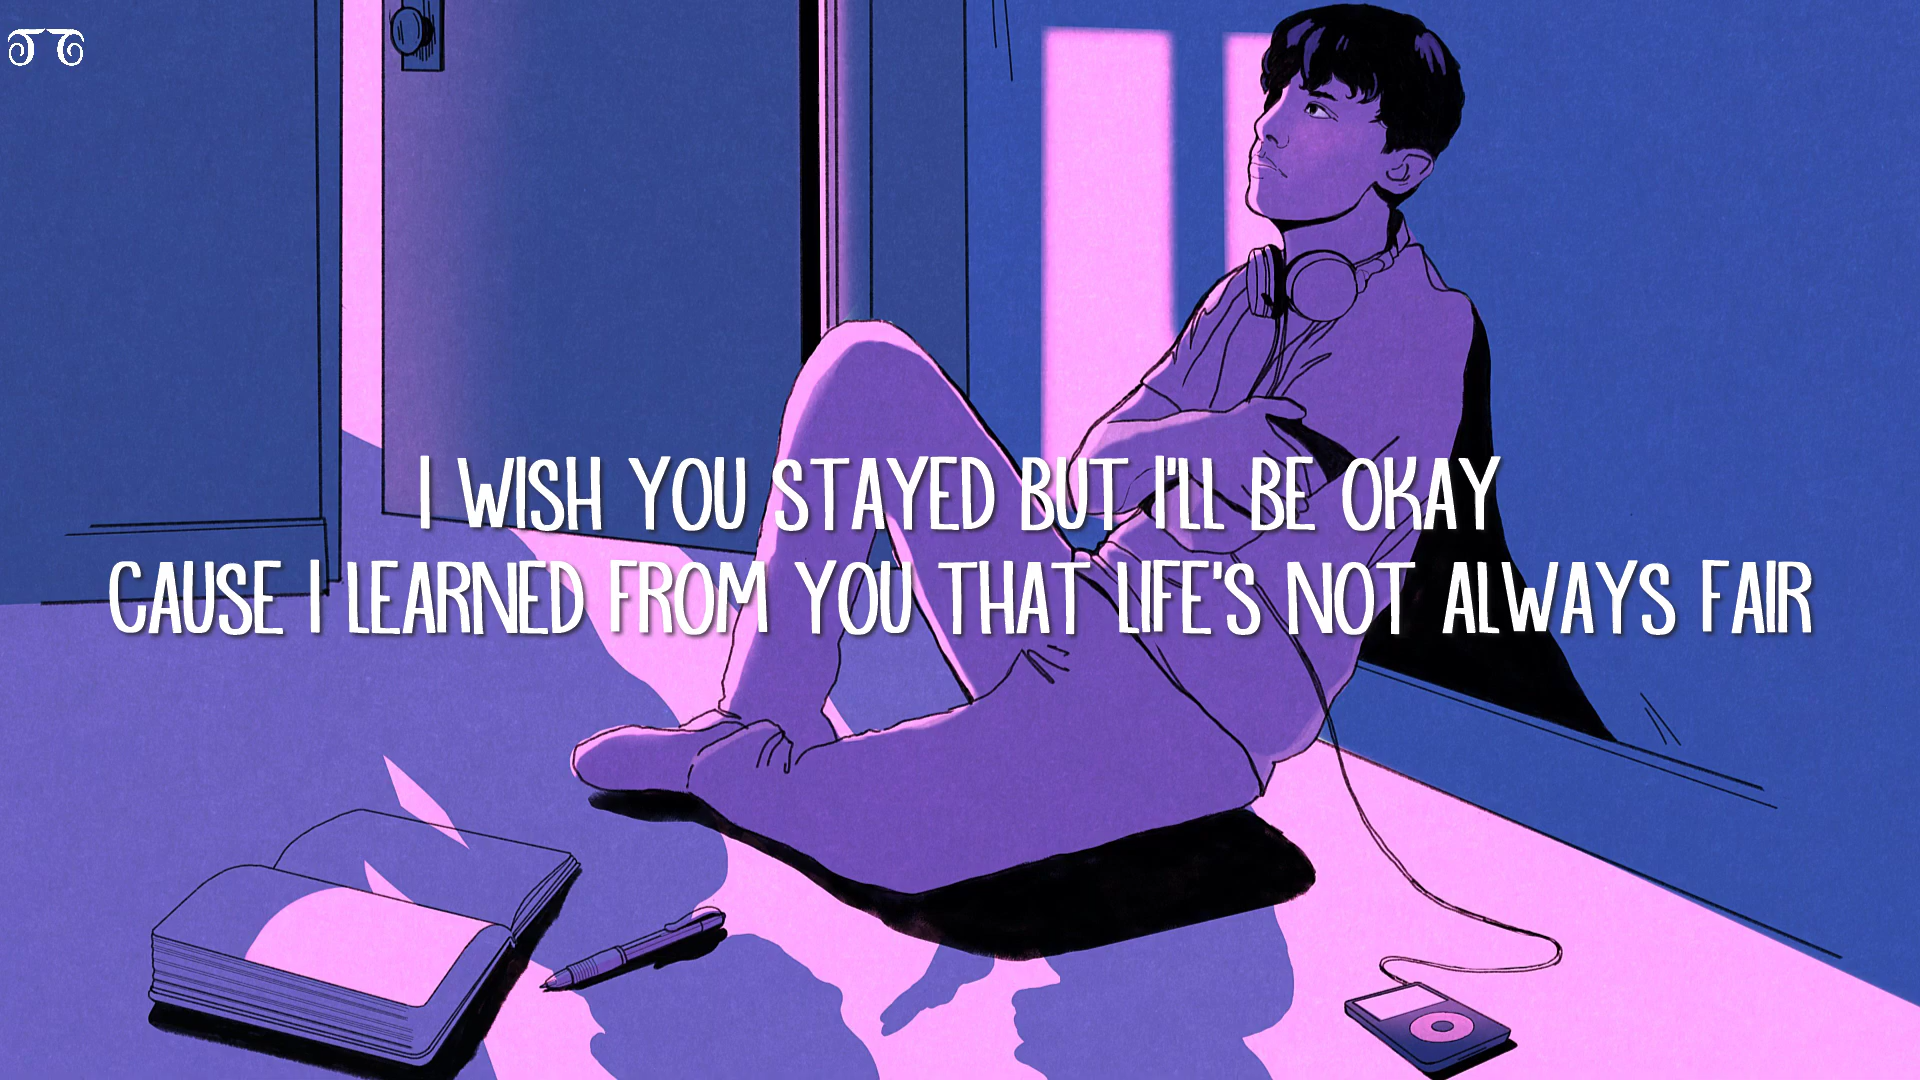 I WISH YOU STAYED BUT I'LL BE OKAY
CAUSE I LEARNED FROM YOU THAT LIFE'S NOT ALWAYS FAIR